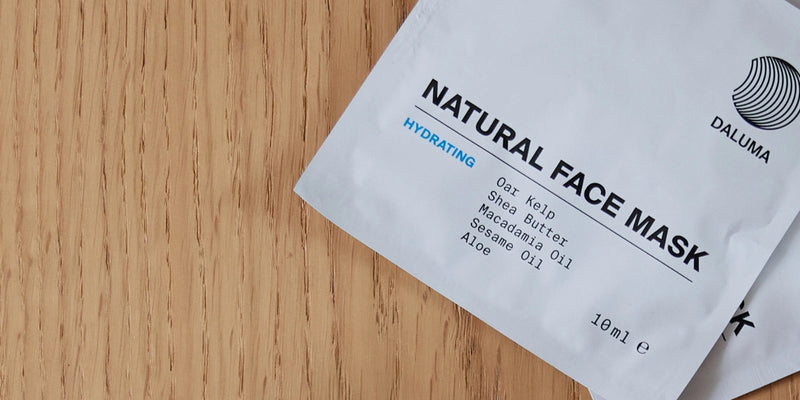 DALUMA
NATURAL FACE MASK
HYDRATING
Oar Kelp
Shea Butter
Macadamia Oil
Sesame Oil
Aloe
10ml ℮